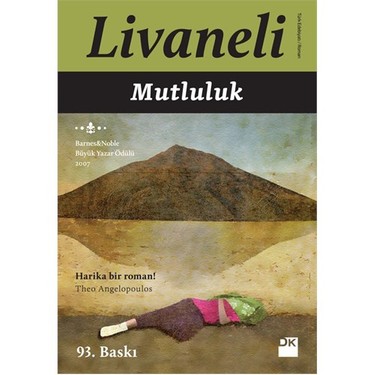 Livaneli
Türk Edebiyatı / Roman
Mutluluk
Barnes&Noble
Büyük Yazar Ödülü
2007
Harika bir roman!
Theo Angelopoulos
93. Baskı
DK